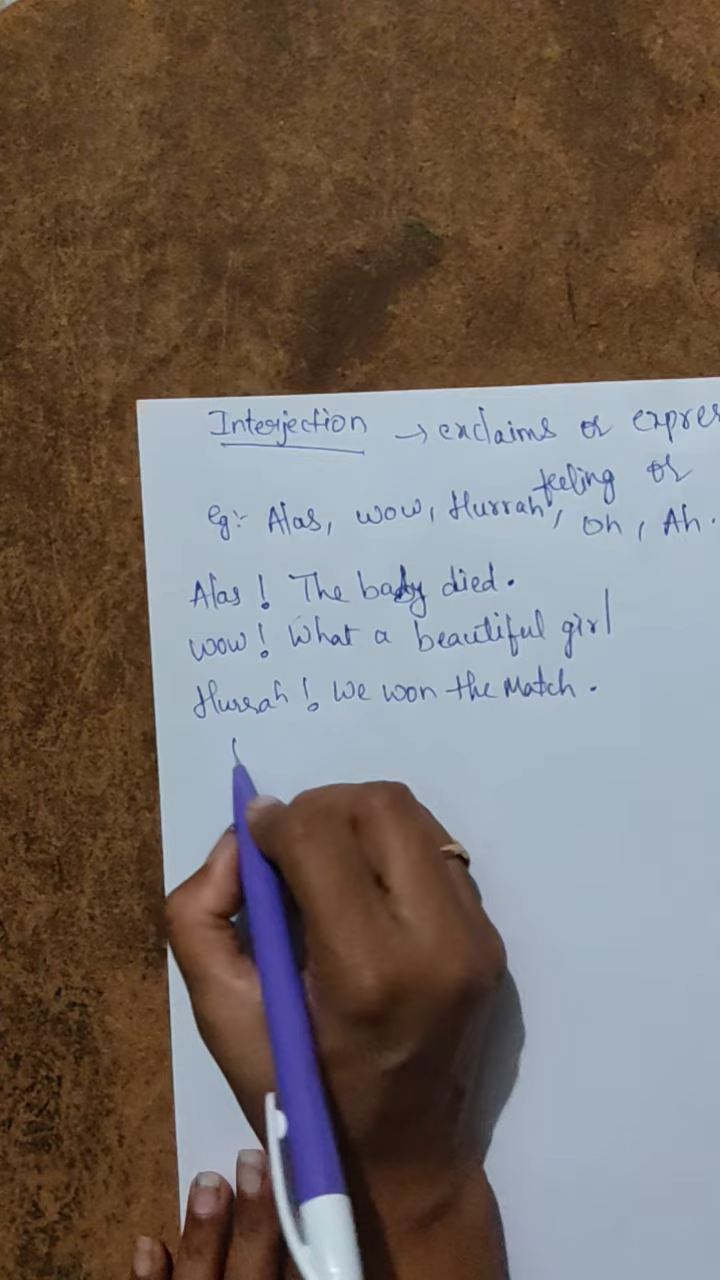 Interjection → exclaims or expres
feeling or
eg:- Alas, wow, Hurrah, Oh, Ah.
Alas! The baby died.
wow! What a beautiful girl
Hurrah! We won the Match.